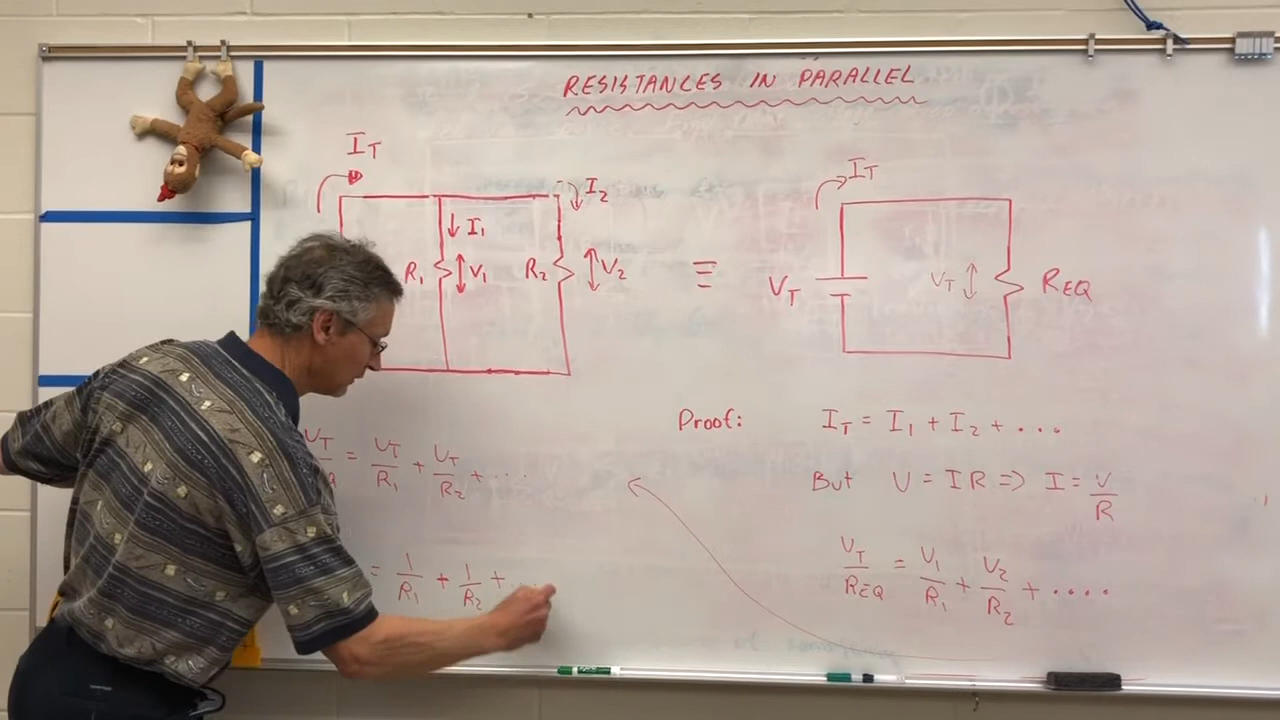 RESISTANCES IN PARALLEL
I_T
I_2
I_1
R_1
V_1
R_2
V_2
≡
I_T
V_T
V_T
R_EQ
Proof: I_T = I_1 + I_2 + ...
But V = IR => I = V/R
V_T/R_EQ = V_1/R_1 + V_2/R_2 + ....
V_T = V_T/R_1 + V_T/R_2 + ...
= 1/R_1 + 1/R_2 + ...